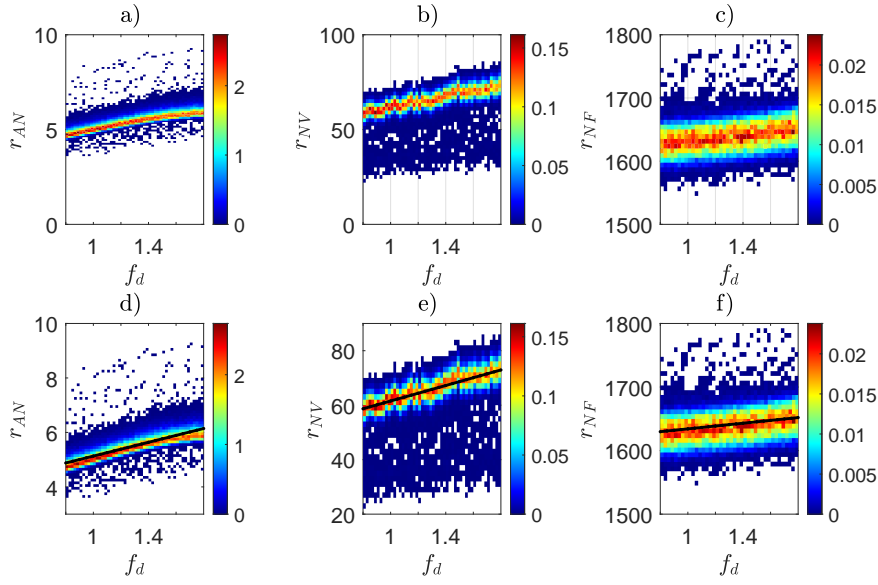 a) b) c)
10 100 1800
2 0.15 0.02
1700 0.015
r_AN 5 1 r_NV 50 0.1 r_NF 0.01
1600 0.05 0.005
0 0 0 0 1500 0
1 1.4 1 1.4 1 1.4
f_d f_d f_d
d) e) f)
10 1800
2 80 0.15 0.02
8 1700 0.015
r_AN 6 1 r_NV 60 0.1 r_NF 0.01
4 40 0.05 1600 0.005
0 20 0 1500 0
1 1.4 1 1.4 1 1.4
f_d f_d f_d